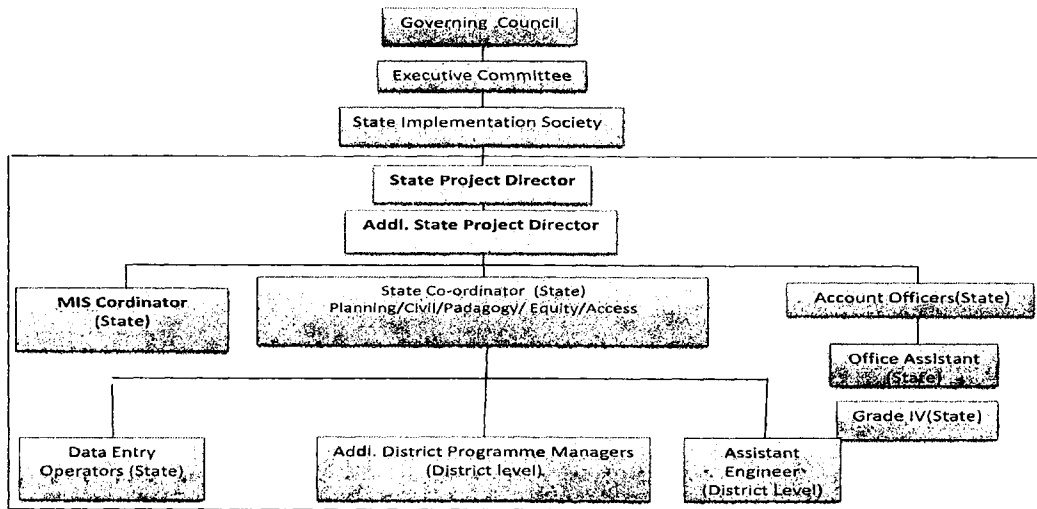 Governing Council
Executive Committee
State Implementation Society
State Project Director
Addl. State Project Director
MIS Cordinator
(State)
State Co-ordinator (State)
Planning/Civil/Padagogy/ Equity/Access
Account Officers(State)
Office Assistant
(State)
Grade IV(State)
Data Entry
Operators (State)
Addl. District Programme Managers
(District level)
Assistant
Engineer
(District Level)